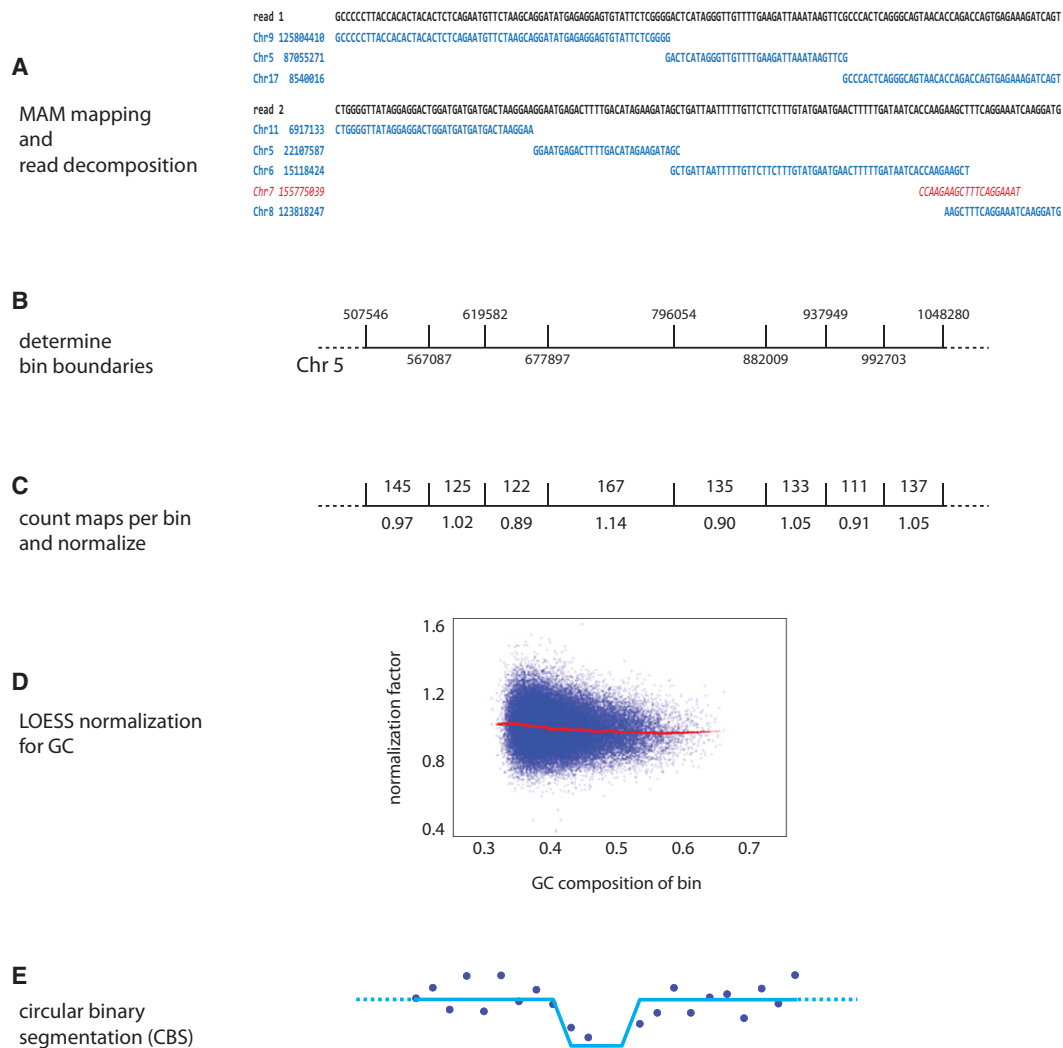 A
MAM mapping
and
read decomposition
read 1 GCCCCCTTACCACACTACACTCTCAGAATGTTCTAAGCAGGATATGAGAGGAGTGTATTCTCGGGGACTCATAGGGTTGTTTTGAAGATTAAATAAGTTCGCCCACTCAGGGCAGTAACACCAGACCAGTGAGAAAGATCAGT
Chr9 125804410 GCCCCCTTACCACACTACACTCTCAGAATGTTCTAAGCAGGATATGAGAGGAGTGTATTCTCGGGG
Chr5 87055271 GACTCATAGGGTTGTTTTGAAGATTAAATAAGTTCG
Chr17 8540016 GCCCACTCAGGGCAGTAACACCAGACCAGTGAGAAAGATCAGT
read 2 CTGGGGTTATAGGAGGACTGGATGATGATGACTAAGGAAGGAATGAGACTTTTGACATAGAAGATAGCTGATTAATTTTTGTTCTTCTTTGTATGAATGAACTTTTTGATAATCACCAAGAAGCTTTCAGGAAATCAAGGATG
Chr11 6917133 CTGGGGTTATAGGAGGACTGGATGATGATGACTAAGGAA
Chr5 22107587 GGAATGAGACTTTTGACATAGAAGATAGC
Chr6 15118424 GCTGATTAATTTTTGTTCTTCTTTGTATGAATGAACTTTTTGATAATCACCAAGAAGCT
Chr7 155775039 CCAAGAAGCTTTCAGGAAAT
Chr8 123818247 AAGCTTTCAGGAAATCAAGGATG
B
determine
bin boundaries
507546 619582 796054 937949 1048280
Chr 5 567087 677897 882009 992703
C
count maps per bin
and normalize
145 125 122 167 135 133 111 137
0.97 1.02 0.89 1.14 0.90 1.05 0.91 1.05
D
LOESS normalization
for GC
normalization factor
1.6
1.2
0.8
0.4
0.3 0.4 0.5 0.6 0.7
GC composition of bin
E
circular binary
segmentation (CBS)